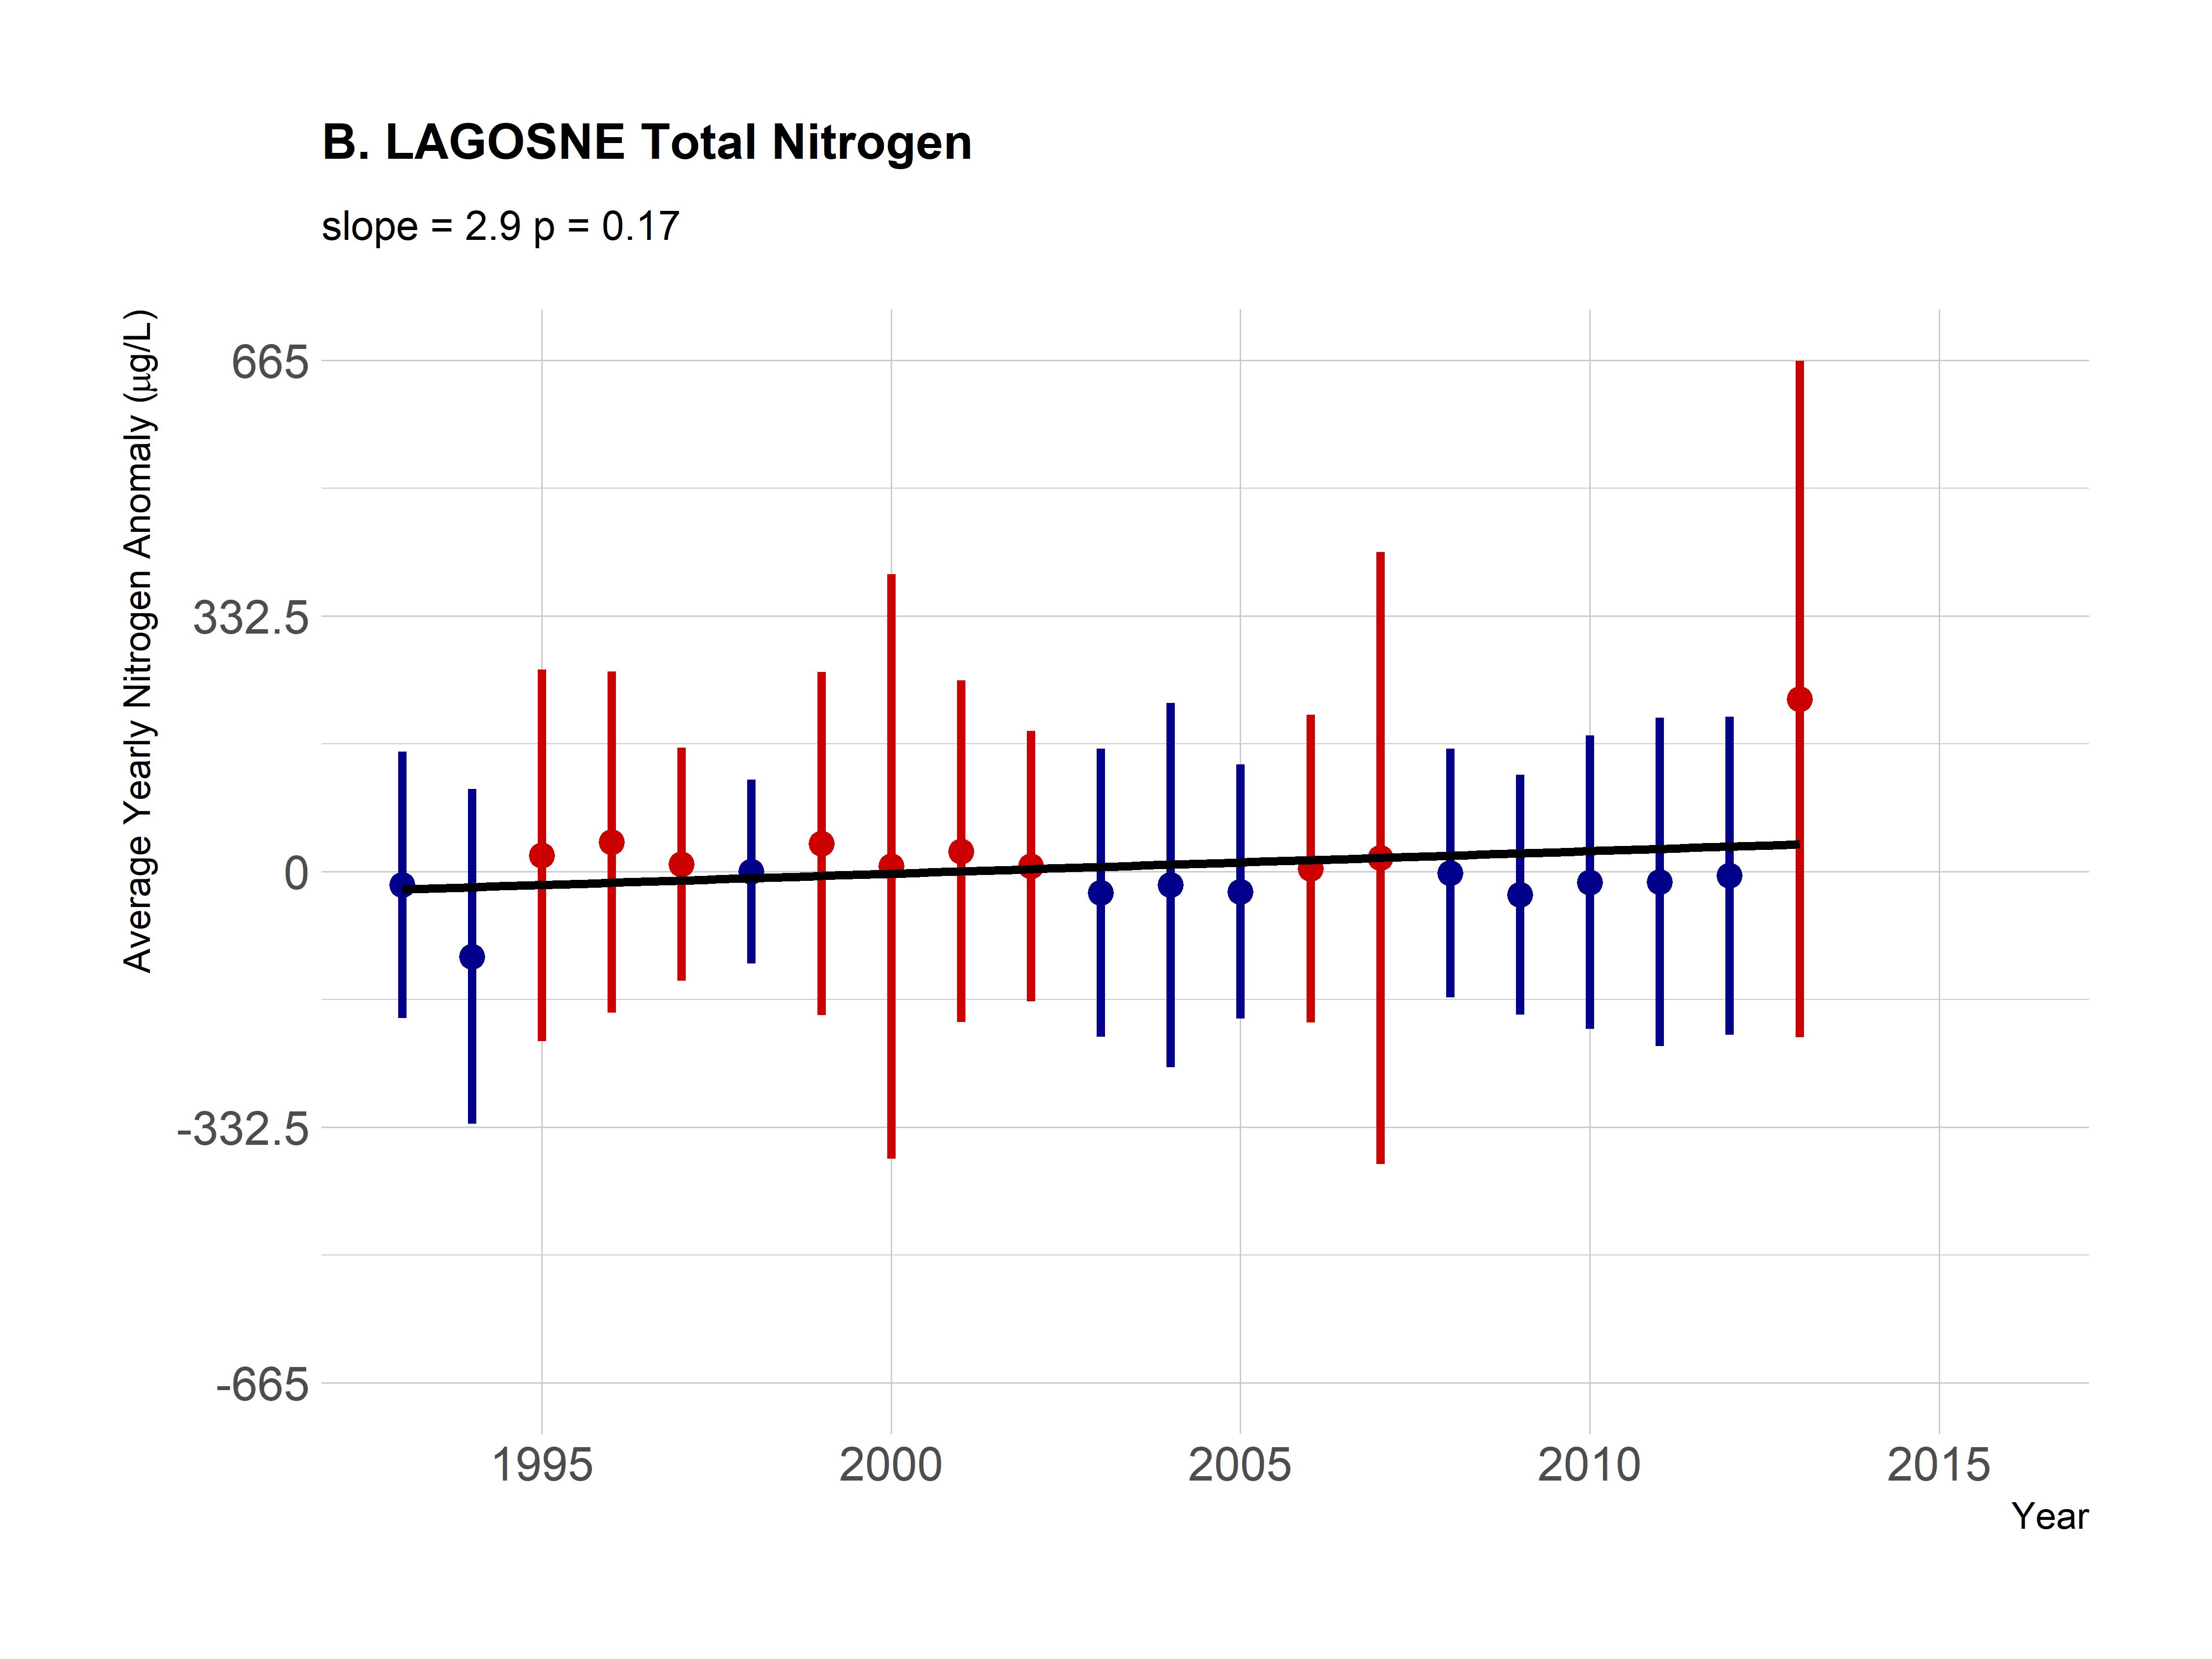 B. LAGOSNE Total Nitrogen
slope = 2.9 p = 0.17
Average Yearly Nitrogen Anomaly (μg/L)
665
332.5
0
-332.5
-665
1995 2000 2005 2010 2015
Year